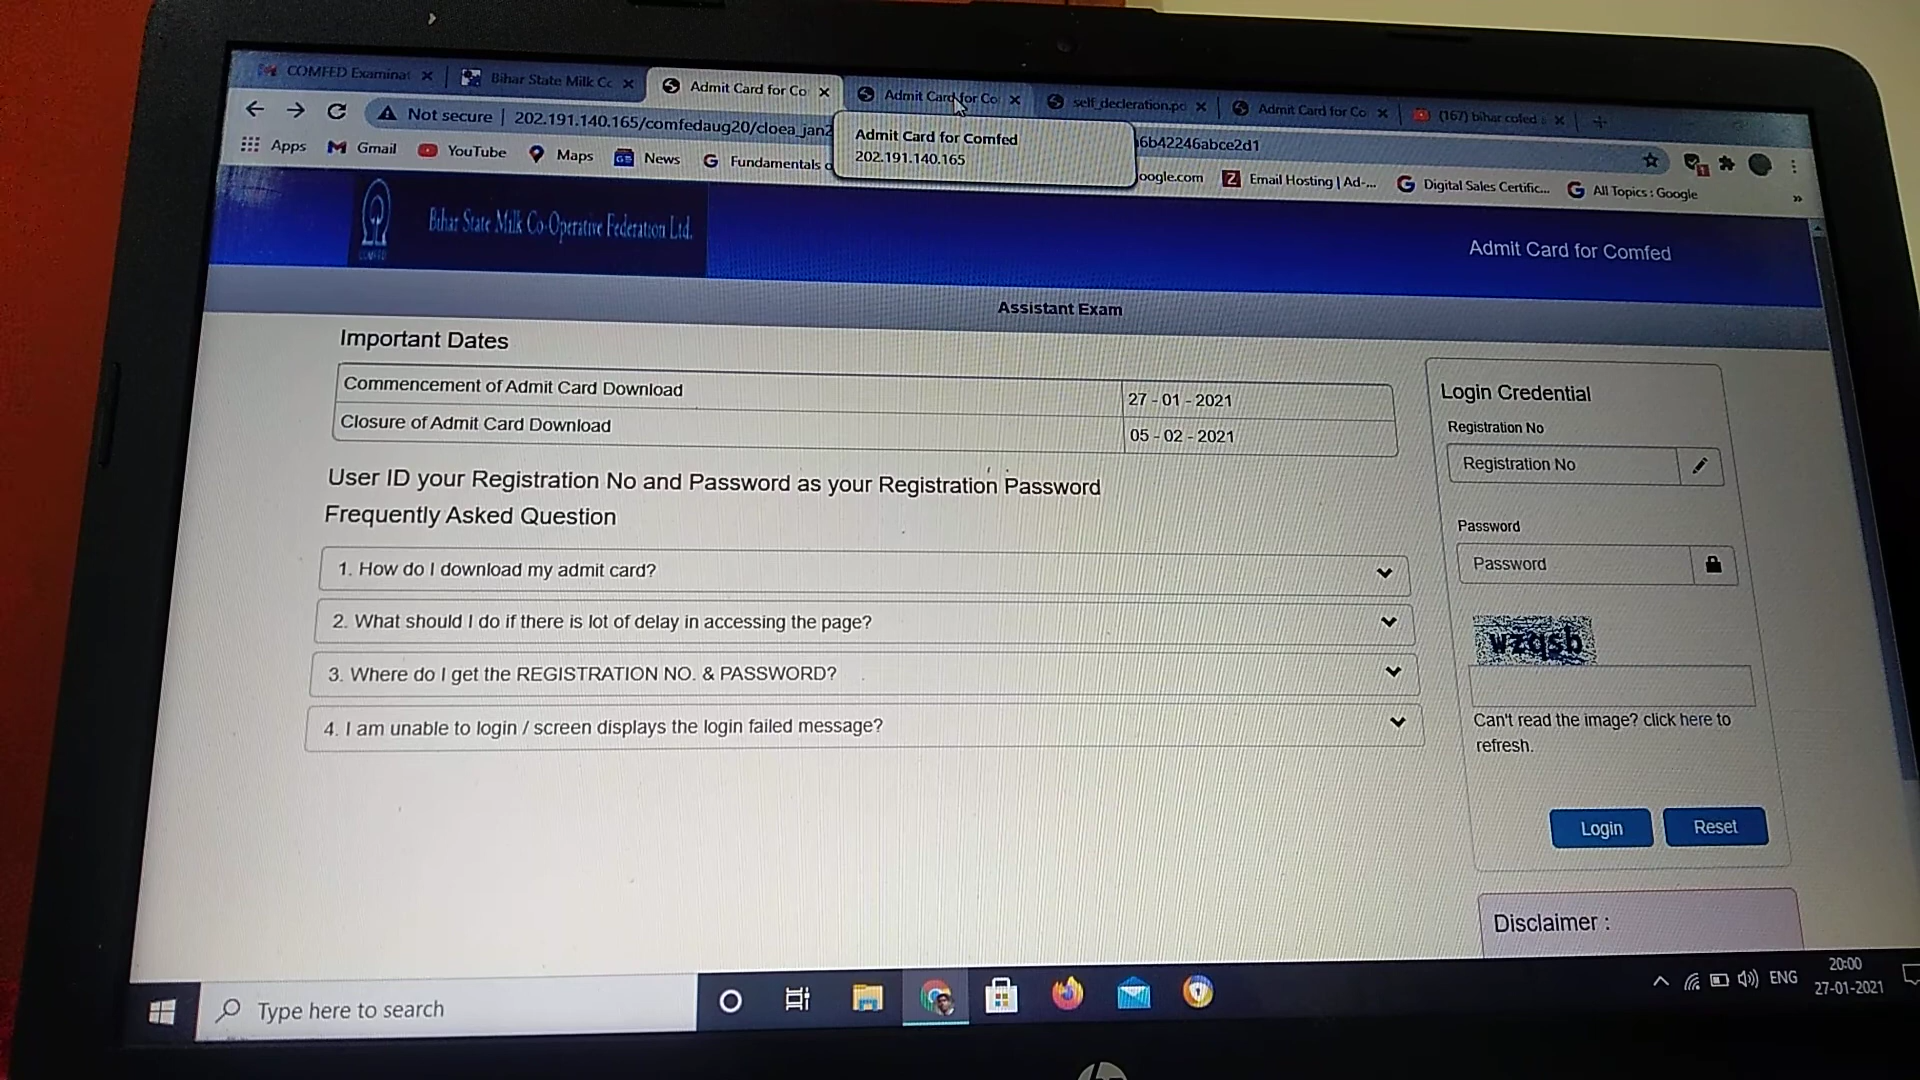 COMFED Examinat
Bihar State Milk Cc
Admit Card for Co
Admit Card for Co
self_decleration.pd
Admit Card for Co
(167) bihar cofed
Not secure | 202.191.140.165/comfedaug20/cloea_jan2
6b42246abce2d1
Admit Card for Comfed
202.191.140.165
Apps
Gmail
YouTube
Maps
News
Fundamentals o
oogle.com
Email Hosting | Ad-...
Digital Sales Certific...
All Topics : Google
»
COMFED
Bihar State Milk Co-Operative Federation Ltd.
Admit Card for Comfed
Assistant Exam
Important Dates
Commencement of Admit Card Download 27 - 01 - 2021
Closure of Admit Card Download 05 - 02 - 2021
User ID your Registration No and Password as your Registration Password
Frequently Asked Question
1. How do I download my admit card?
2. What should I do if there is lot of delay in accessing the page?
3. Where do I get the REGISTRATION NO. & PASSWORD?
4. I am unable to login / screen displays the login failed message?
Login Credential
Registration No
Registration No
Password
Password
wzqsb
Can't read the image? click here to
refresh.
Login Reset
Disclaimer :
Type here to search
ENG
20:00
27-01-2021
hp